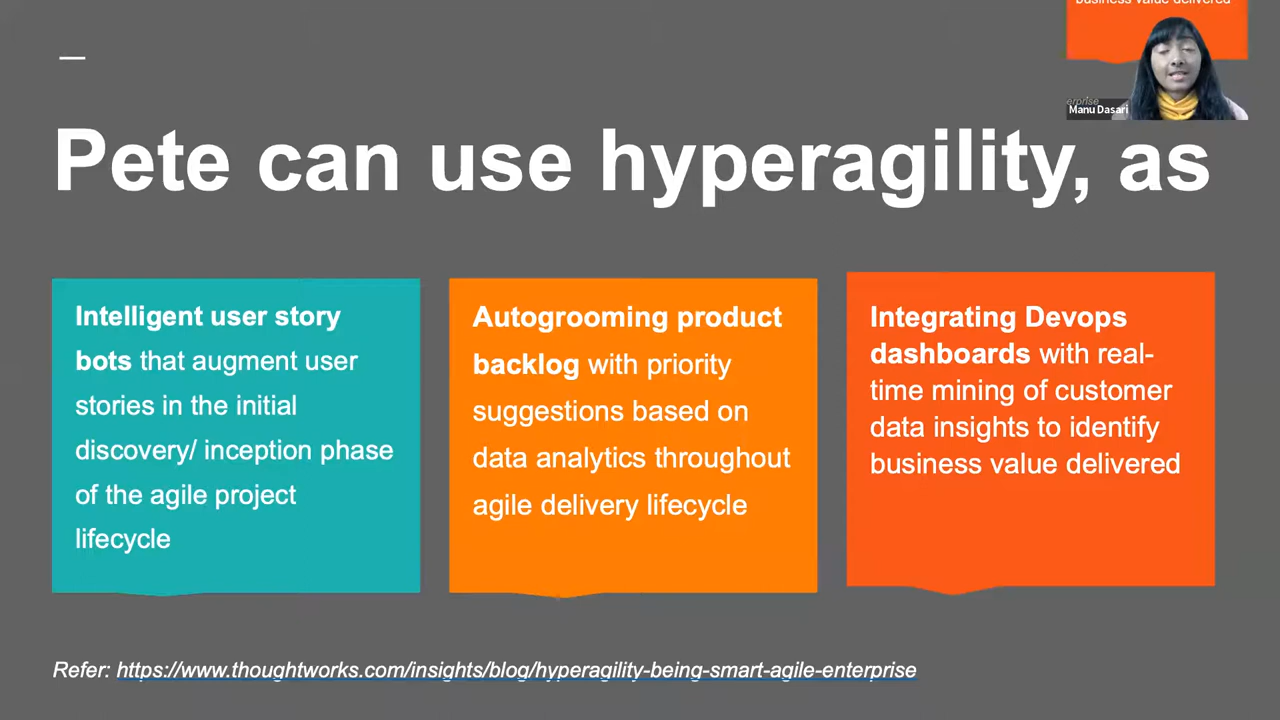 business value delivered
erprise
Manu Dasari
Pete can use hyperagility, as
Intelligent user story
bots that augment user
stories in the initial
discovery/ inception phase
of the agile project
lifecycle
Autogrooming product
backlog with priority
suggestions based on
data analytics throughout
agile delivery lifecycle
Integrating Devops
dashboards with real-
time mining of customer
data insights to identify
business value delivered
Refer: https://www.thoughtworks.com/insights/blog/hyperagility-being-smart-agile-enterprise